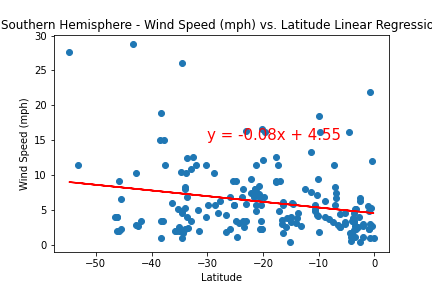 Southern Hemisphere - Wind Speed (mph) vs. Latitude Linear Regressio
30
25
20
15
10
5
0
Wind Speed (mph)
y = -0.08x + 4.55
−50 −40 −30 −20 −10 0
Latitude